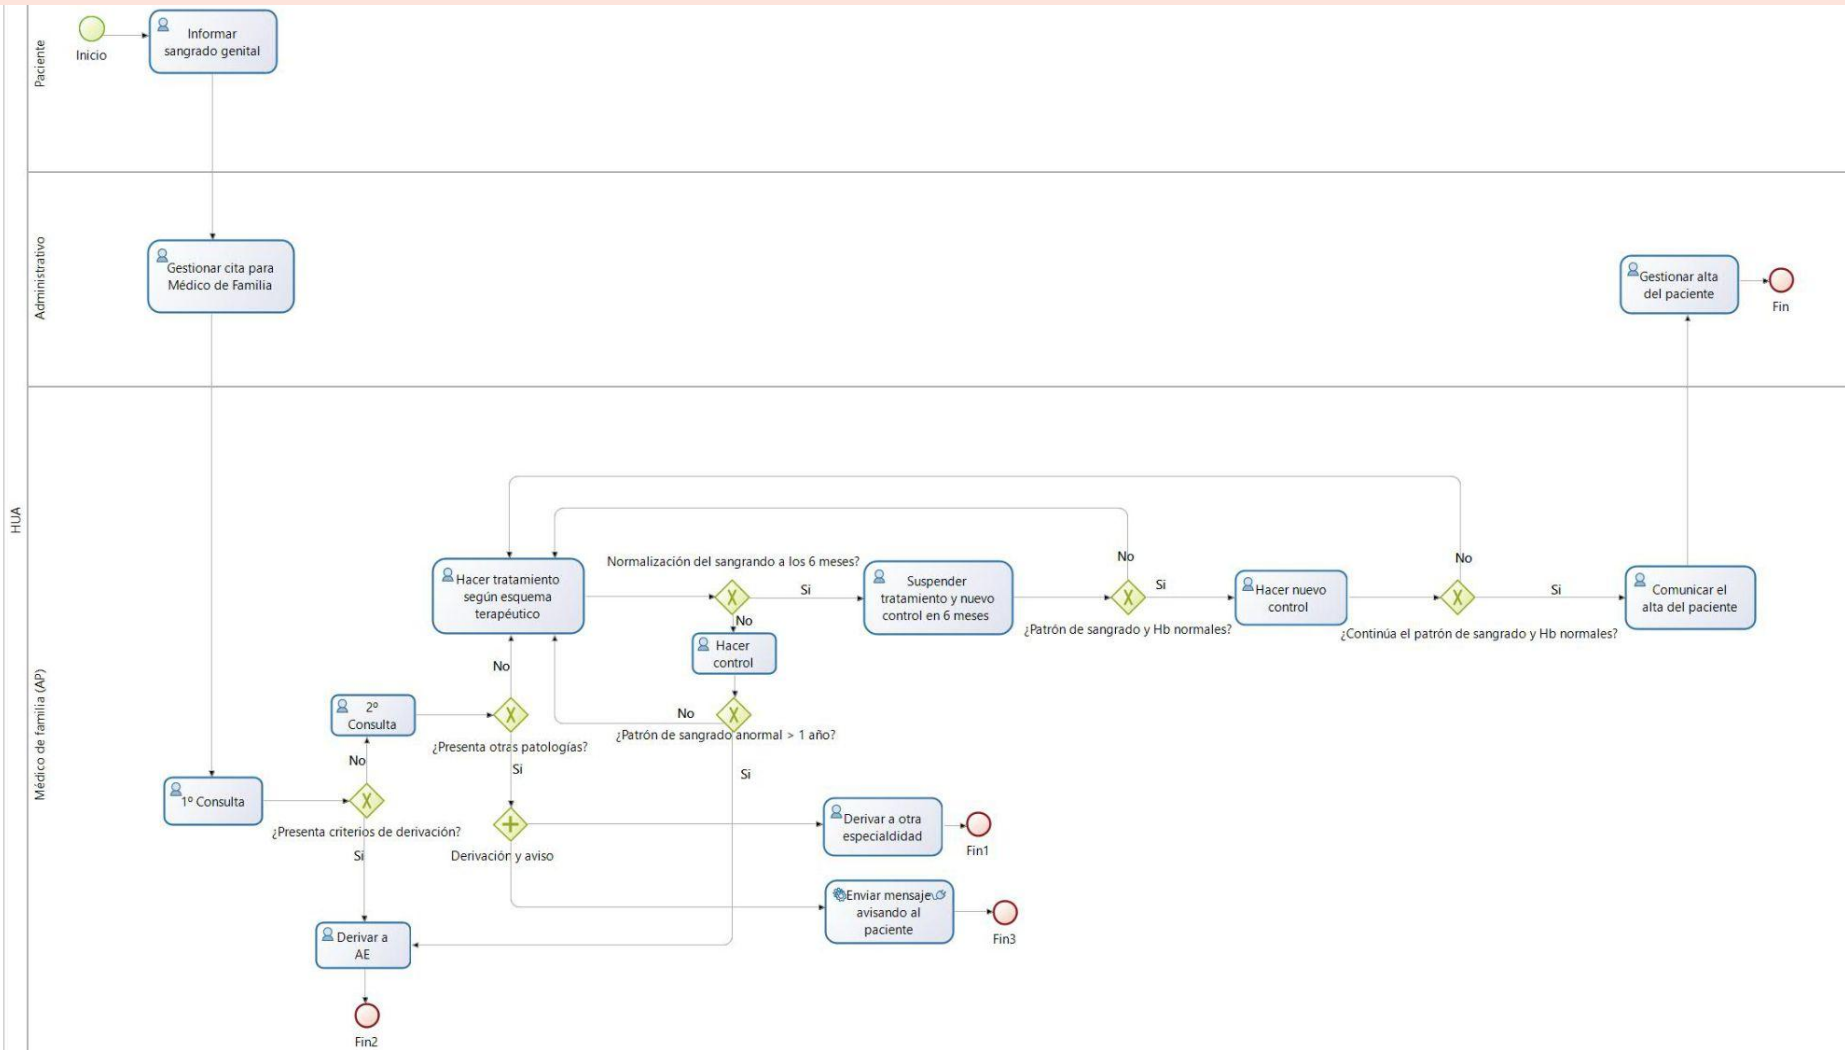 HUA
Paciente
Inicio
Informar
sangrado genital
Administrativo
Gestionar cita para
Médico de Familia
Gestionar alta
del paciente
Fin
Médico de familia (AP)
1º Consulta
¿Presenta criterios de derivación?
No
Si
2º
Consulta
Derivar a
AE
Fin2
¿Presenta otras patologías?
No
Si
Derivación y aviso
Derivar a otra
especialdidad
Fin1
Enviar mensaje
avisando al
paciente
Fin3
Hacer tratamiento
según esquema
terapéutico
Normalización del sangrando a los 6 meses?
Si
No
Hacer
control
¿Patrón de sangrado anormal > 1 año?
No
Si
Suspender
tratamiento y nuevo
control en 6 meses
¿Patrón de sangrado y Hb normales?
No
Si
Hacer nuevo
control
¿Continúa el patrón de sangrado y Hb normales?
No
Si
Comunicar el
alta del paciente